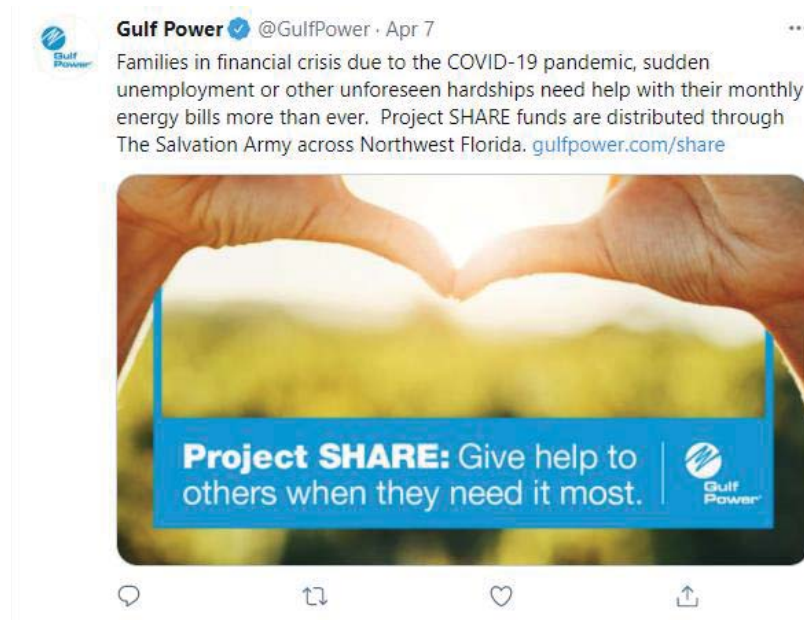 Gulf Power @GulfPower · Apr 7
Families in financial crisis due to the COVID-19 pandemic, sudden
unemployment or other unforeseen hardships need help with their monthly
energy bills more than ever. Project SHARE funds are distributed through
The Salvation Army across Northwest Florida. gulfpower.com/share
Gulf
Power
Project SHARE: Give help to
others when they need it most.
Gulf
Power